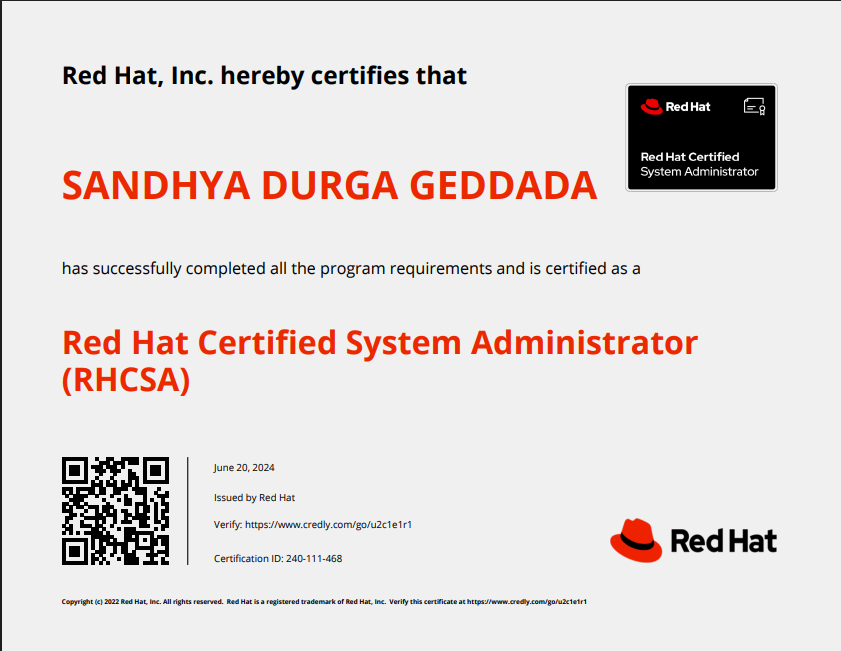 Red Hat, Inc. hereby certifies that
Red Hat
Red Hat Certified
System Administrator
SANDHYA DURGA GEDDADA
has successfully completed all the program requirements and is certified as a
Red Hat Certified System Administrator
(RHCSA)
June 20, 2024
Issued by Red Hat
Verify: https://www.credly.com/go/u2c1e1r1
Certification ID: 240-111-468
Red Hat
Copyright (c) 2022 Red Hat, Inc. All rights reserved. Red Hat is a registered trademark of Red Hat, Inc. Verify this certificate at https://www.credly.com/go/u2c1e1r1